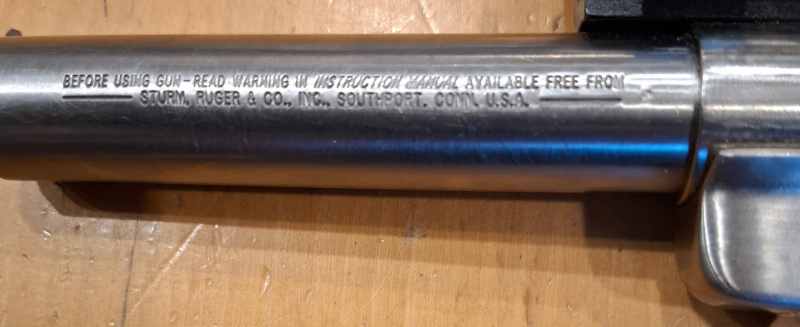 BEFORE USING GUN-READ WARNING IN INSTRUCTION MANUAL AVAILABLE FREE FROM
STURM, RUGER & CO., INC., SOUTHPORT, CONN. U.S.A.